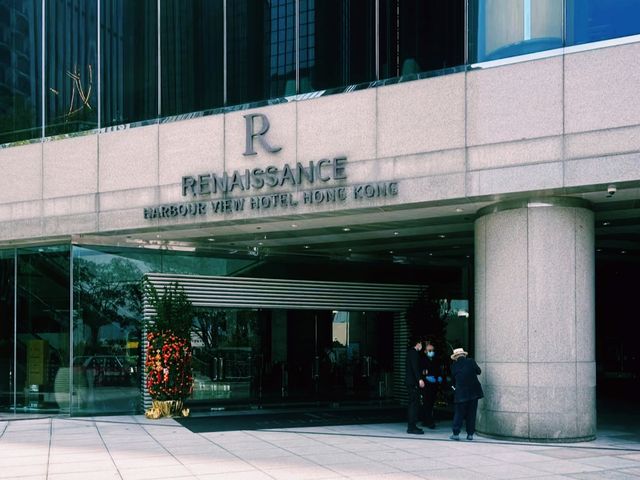 R
RENAISSANCE
HARBOUR VIEW HOTEL, HONG KONG